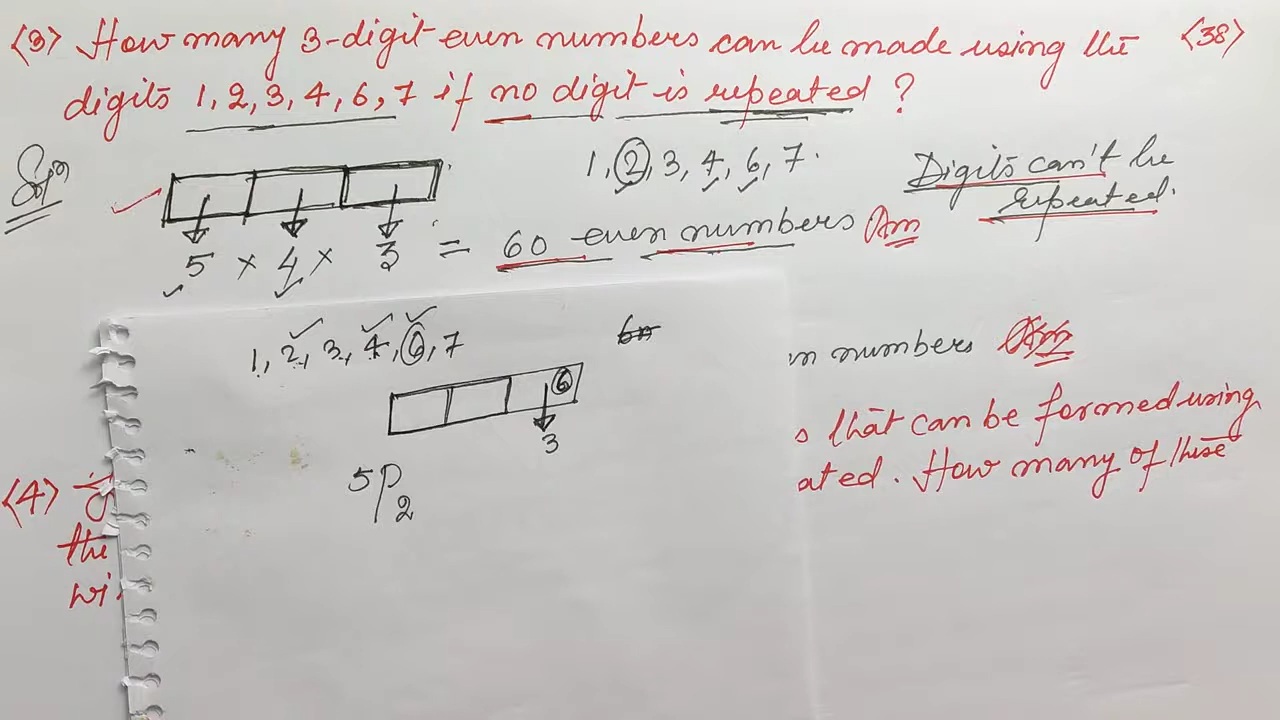 (3) How many 3-digit even numbers can be made using the (38)
digits 1, 2, 3, 4, 6, 7 if no digit is repeated ?
Solⁿ
1, 2, 3, 4, 6, 7.
Digits can't be
repeated.
5 × 4 × 3 = 60 even numbers Ans
1, 2, 3, 4, 6, 7
6
3
5P2
n numbers Ans
s that can be formed using
(4)
ated. How many of these
the
wi